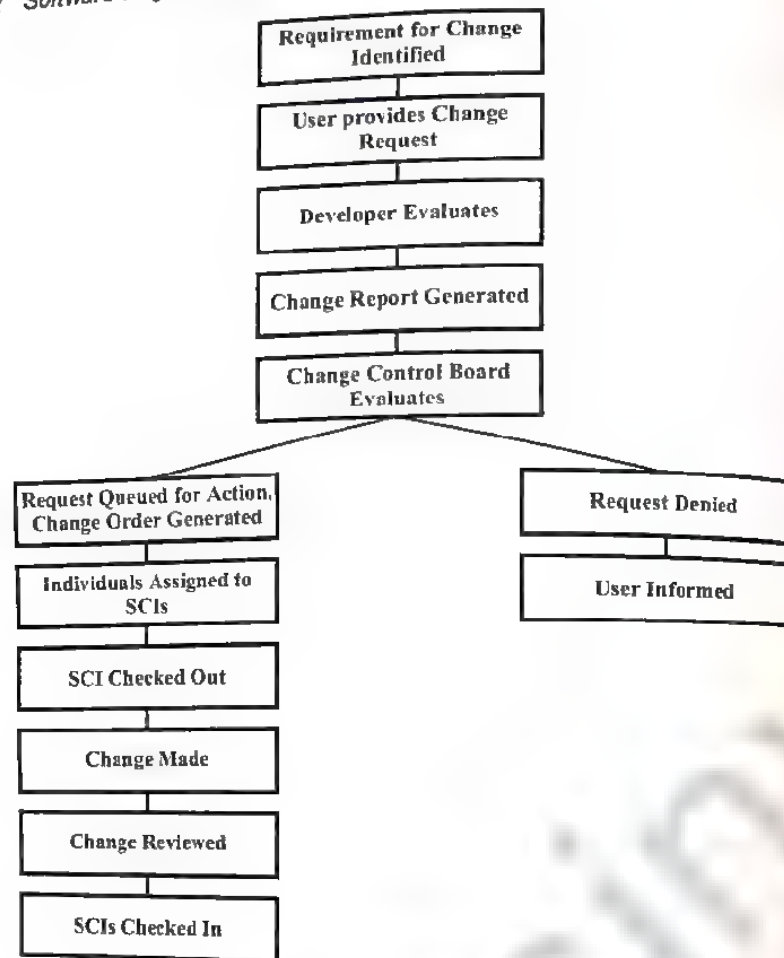 Requirement for Change
Identified
User provides Change
Request
Developer Evaluates
Change Report Generated
Change Control Board
Evaluates
Request Queued for Action,
Change Order Generated
Individuals Assigned to
SCIs
SCI Checked Out
Change Made
Change Reviewed
SCIs Checked In
Request Denied
User Informed